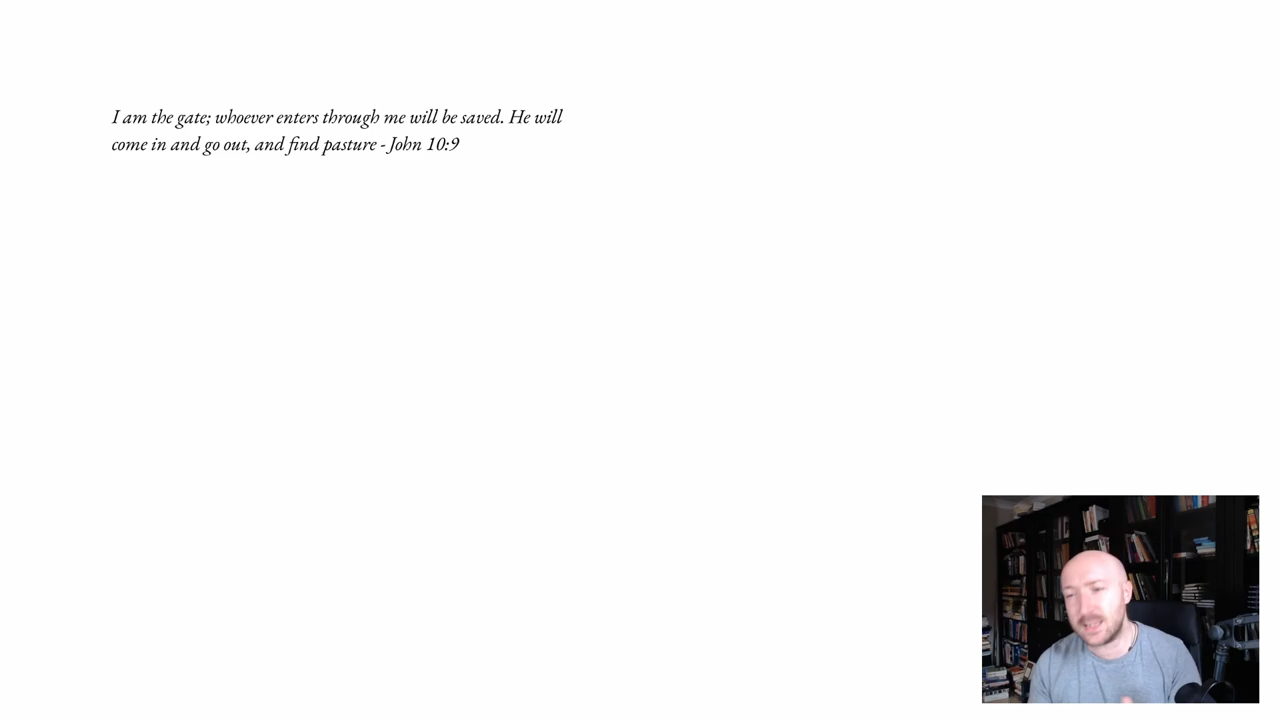 I am the gate; whoever enters through me will be saved. He will
come in and go out, and find pasture - John 10:9